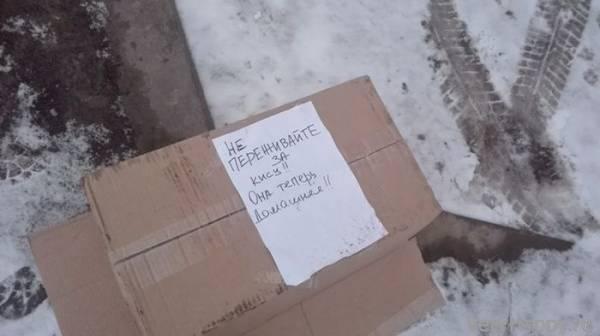 НЕ
ПЕРЕЖИВАЙТЕ
ЗА
КИСУ!!
ОНА ТЕПЕРЬ
ДОМАШНЯЯ!!